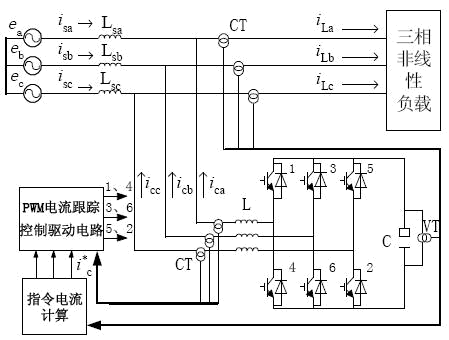 e_a i_sa L_sa CT i_La
e_b i_sb L_sb i_Lb
e_c i_sc L_sc i_Lc
三相
非线
性
负载
i_cc i_cb i_ca
L
1 3 5
4 6 2
C VT
CT
PWM电流跟踪
控制驱动电路
1、4
3、6
5、2
i*_c
指令电流
计算